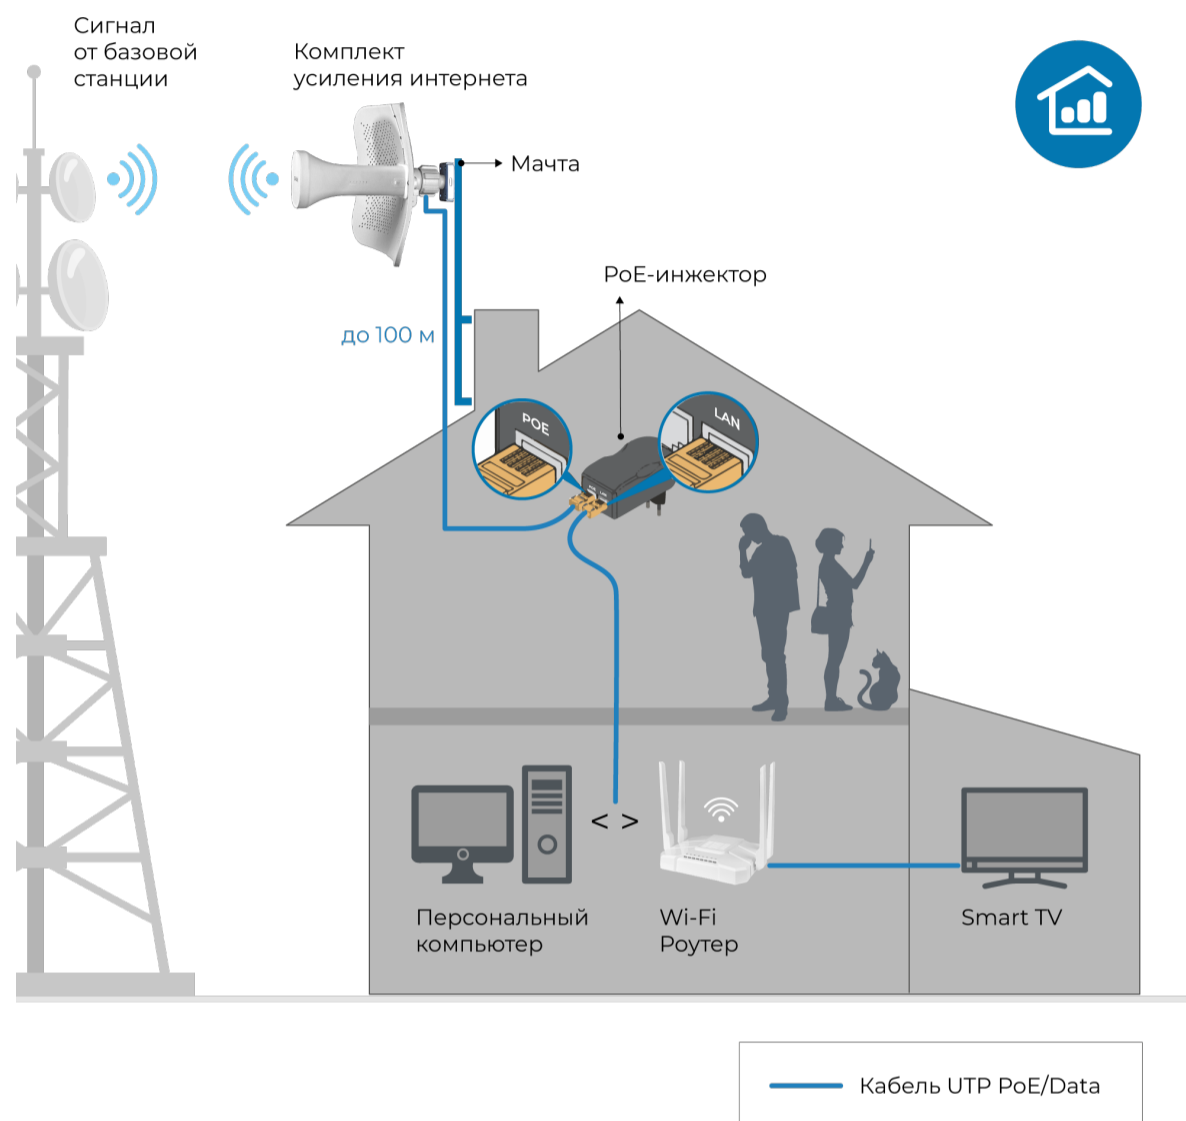 Сигнал
от базовой
станции
Комплект
усиления интернета
Мачта
PoE-инжектор
до 100 м
POE
LAN
< >
Персональный
компьютер
Wi-Fi
Роутер
Smart TV
Кабель UTP PoE/Data